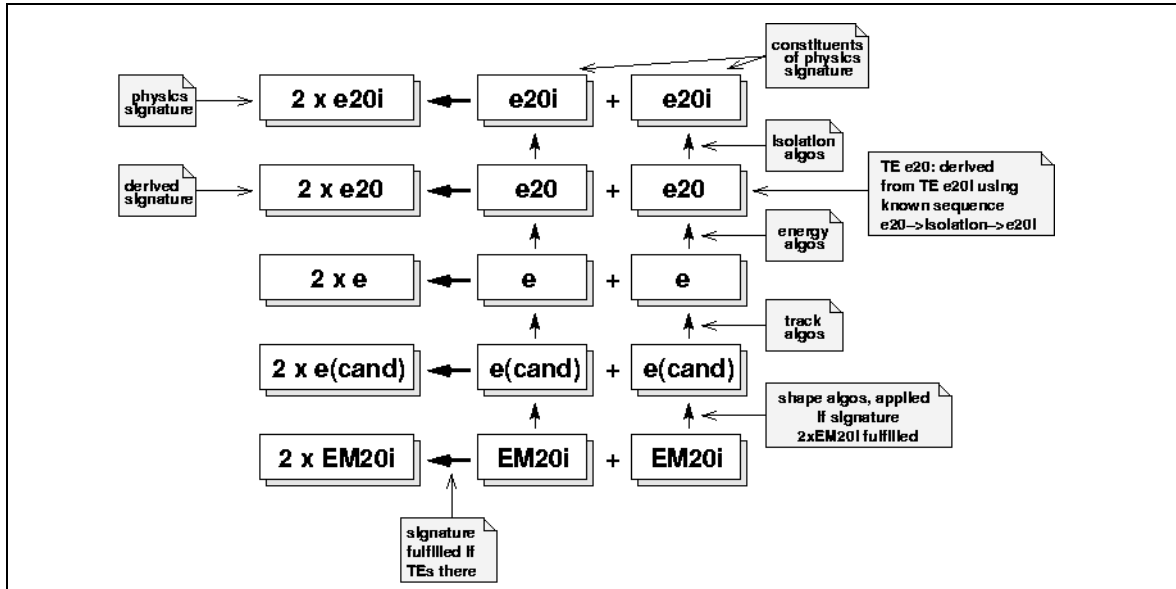 constituents
of physics
signature
physics
signature
2 x e20i
e20i
+
e20i
isolation
algos
derived
signature
2 x e20
e20
+
e20
TE e20: derived
from TE e20i using
known sequence
e20–>isolation–>e20i
energy
algos
2 x e
e
+
e
track
algos
2 x e(cand)
e(cand)
+
e(cand)
shape algos, applied
if signature
2xEM20i fulfilled
2 x EM20i
EM20i
+
EM20i
signature
fulfilled if
TEs there